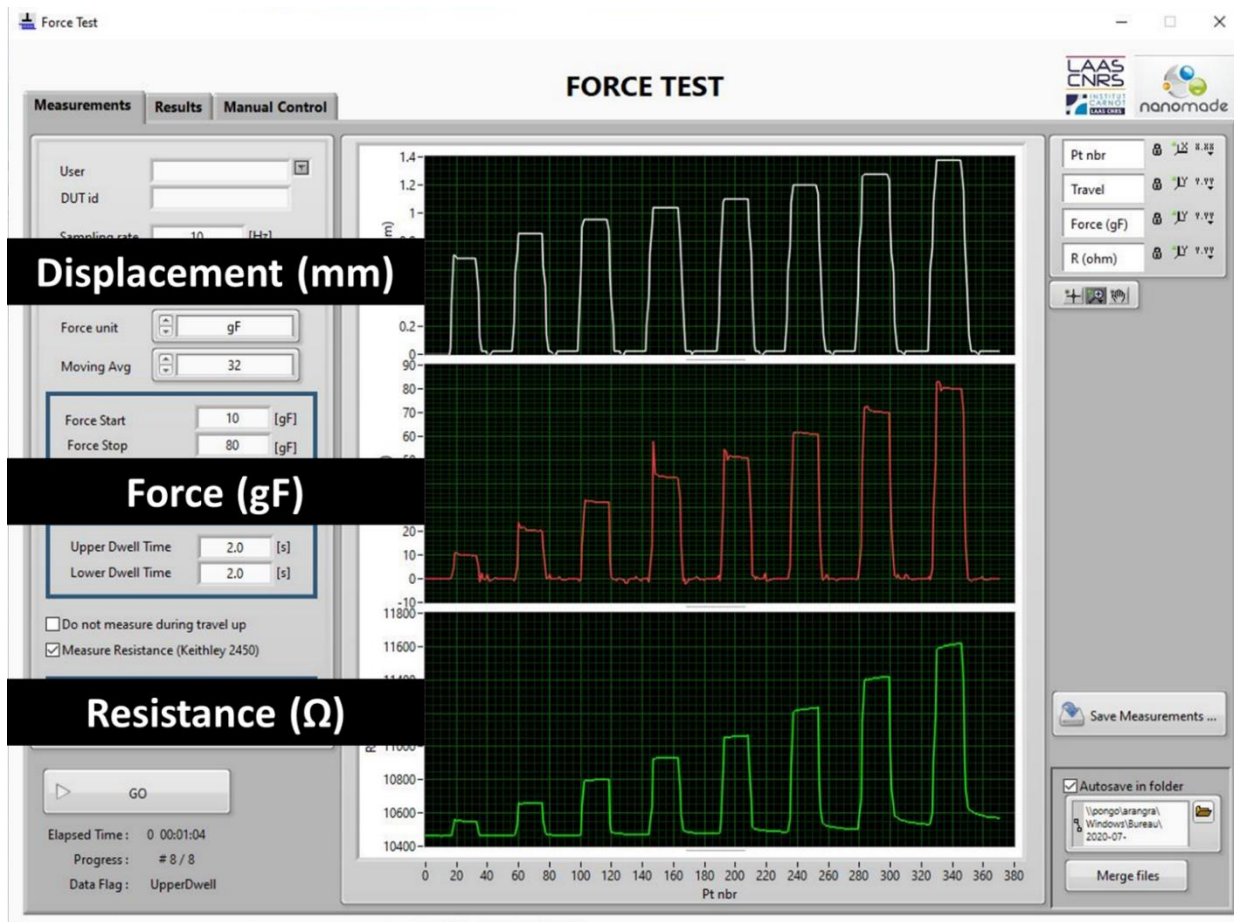 Force Test
FORCE TEST
LAAS
CNRS
INSTITUT
CARNOT
LAAS CNRS
nanomade
Measurements
Results
Manual Control
User
DUT id
Sampling rate 10 [Hz]
Displacement (mm)
Force unit gF
Moving Avg 32
Force Start 10 [gF]
Force Stop 80 [gF]
Force (gF)
Upper Dwell Time 2.0 [s]
Lower Dwell Time 2.0 [s]
Do not measure during travel up
Measure Resistance (Keithley 2450)
Resistance (Ω)
GO
Elapsed Time : 0 00:01:04
Progress : # 8 / 8
Data Flag : UpperDwell
1.4
1.2
1
0.2
0
90
80
70
60
20
10
0
-10
11800
11600
11000
10800
10600
10400
0 20 40 60 80 100 120 140 160 180 200 220 240 260 280 300 320 340 360 380
Pt nbr
Pt nbr
Travel
Force (gF)
R (ohm)
Save Measurements ...
Autosave in folder
\\pongo\arangra\
Windows\Bureau\
2020-07-
Merge files